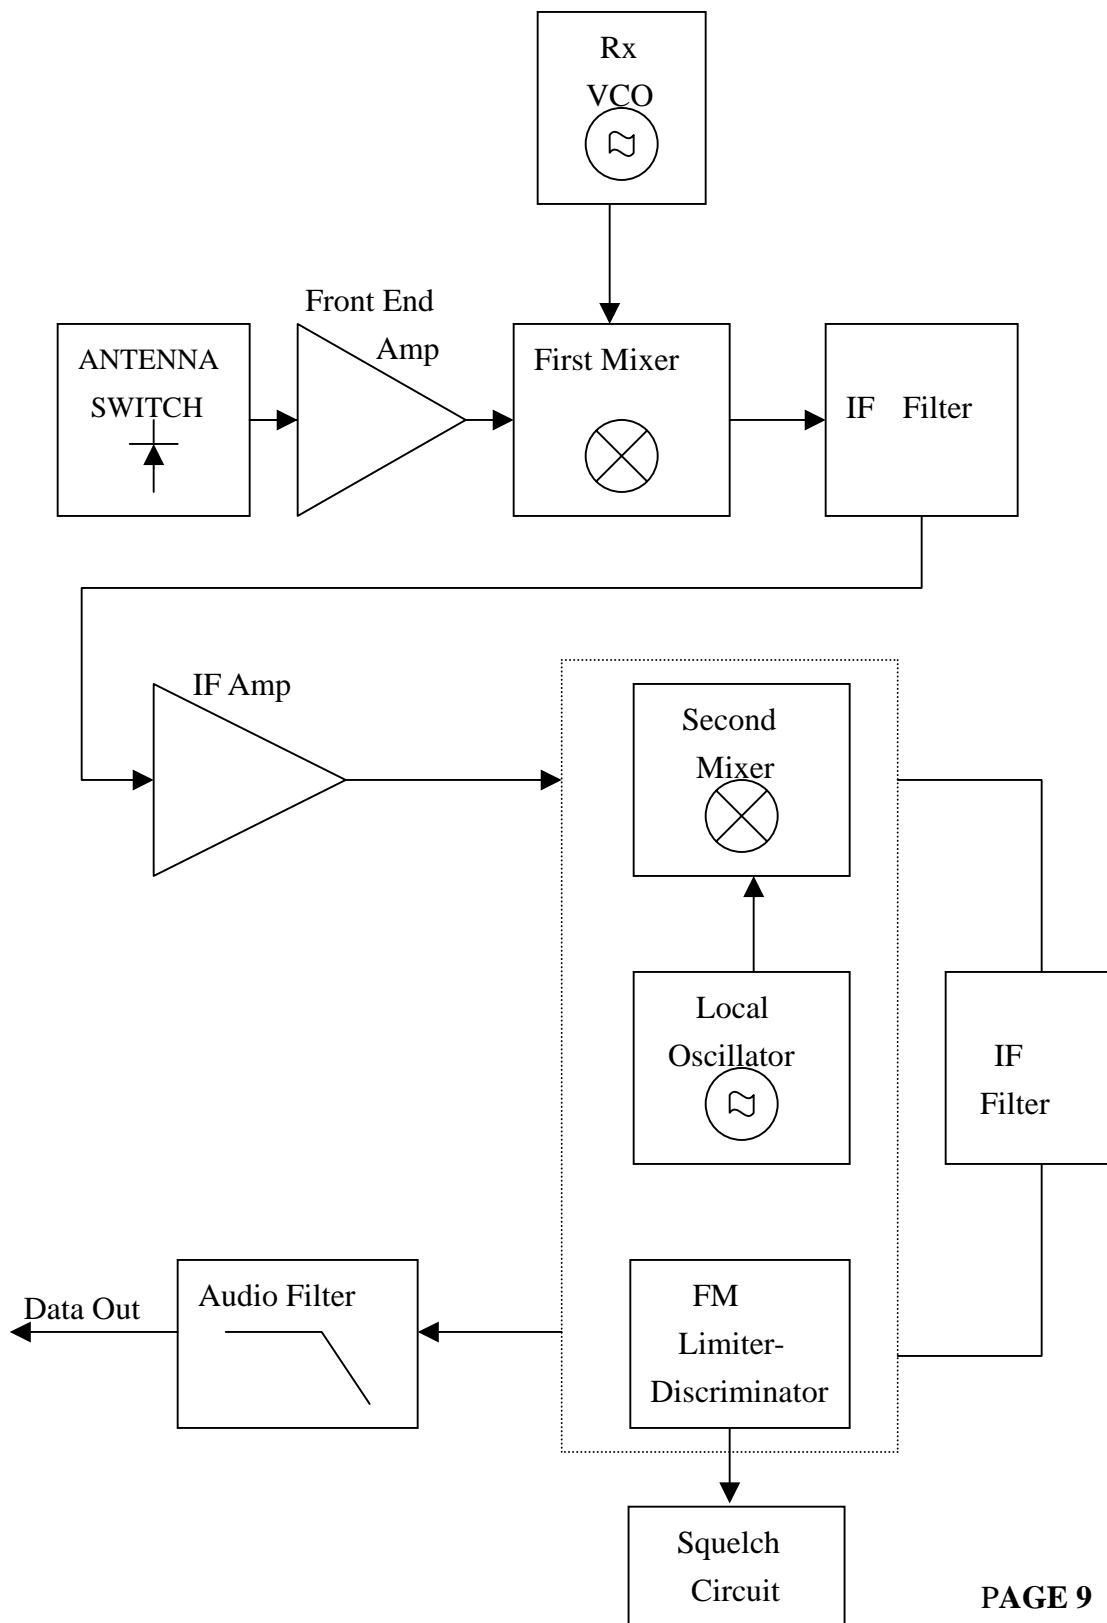 Rx
VCO
Front End
Amp
ANTENNA
SWITCH
First Mixer
IF Filter
IF Amp
Second
Mixer
Local
Oscillator
IF
Filter
Data Out
Audio Filter
FM
Limiter-
Discriminator
Squelch
Circuit
PAGE 9